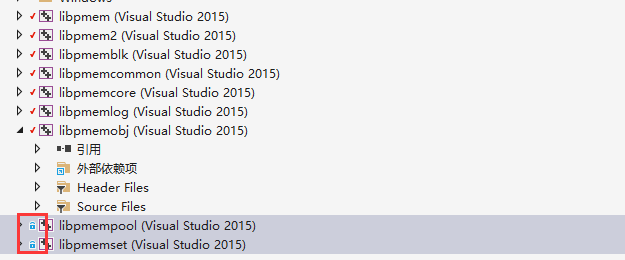 libpmem (Visual Studio 2015)
libpmem2 (Visual Studio 2015)
libpmemblk (Visual Studio 2015)
libpmemcommon (Visual Studio 2015)
libpmemcore (Visual Studio 2015)
libpmemlog (Visual Studio 2015)
libpmemobj (Visual Studio 2015)
引用
外部依赖项
Header Files
Source Files
libpmempool (Visual Studio 2015)
libpmemset (Visual Studio 2015)